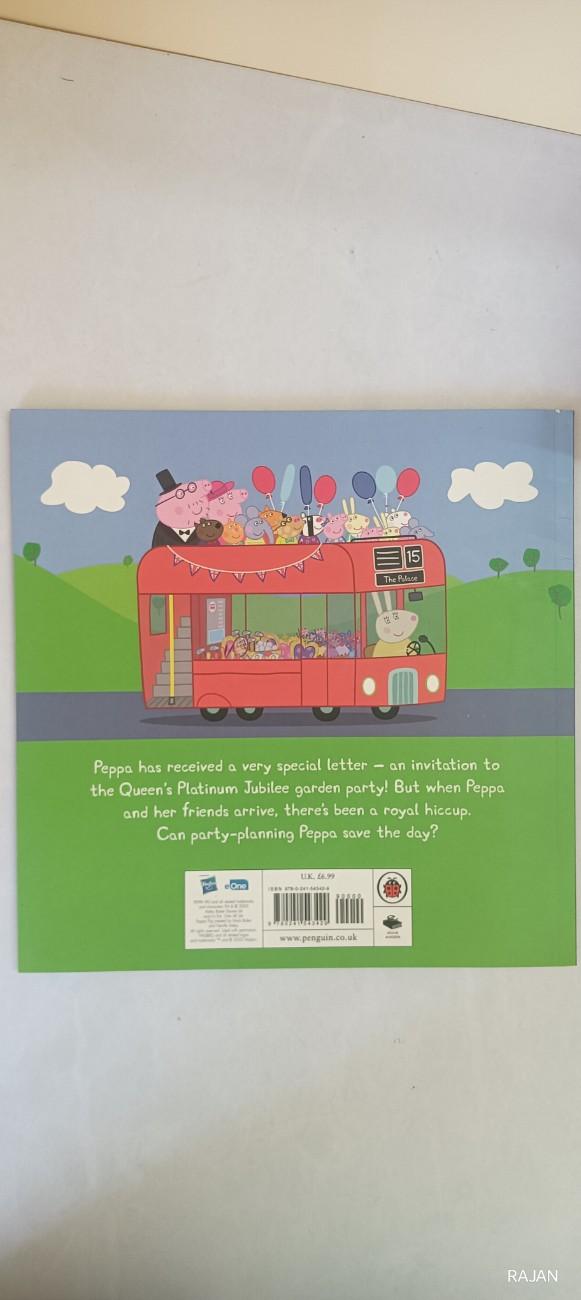 15
The Palace
Peppa has received a very special letter – an invitation to
the Queen's Platinum Jubilee garden party! But when Peppa
and her friends arrive, there's been a royal hiccup.
Can party-planning Peppa save the day?
eOne
U.K. £6.99
90000
www.penguin.co.uk
RAJAN